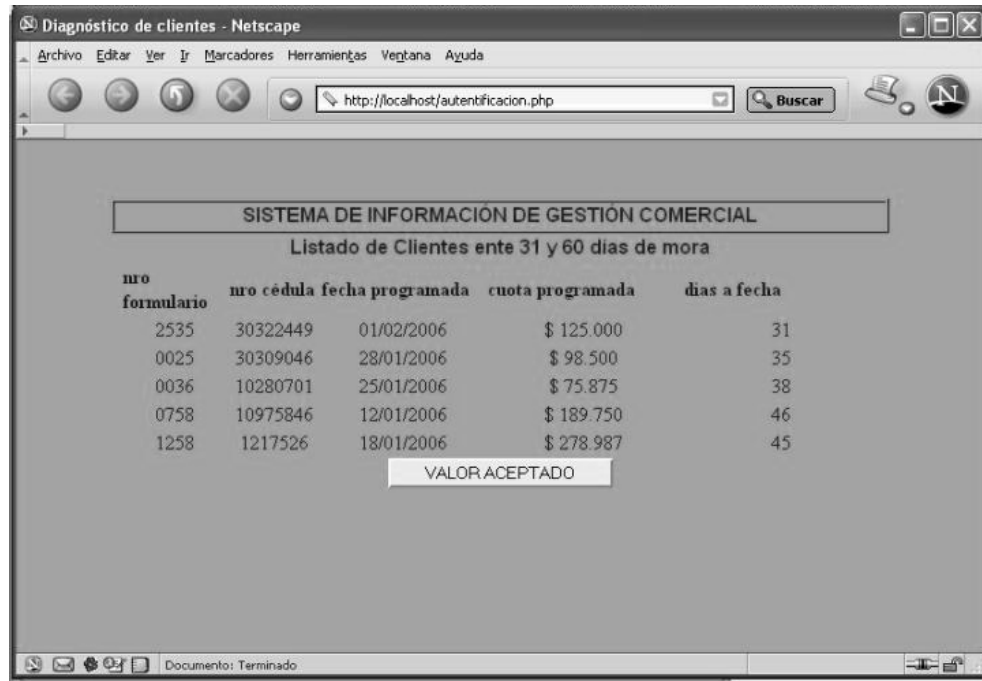 Diagnóstico de clientes - Netscape
Archivo Editar Ver Ir Marcadores Herramientas Ventana Ayuda
http://localhost/autentificacion.php
Buscar
N
SISTEMA DE INFORMACIÓN DE GESTIÓN COMERCIAL
Listado de Clientes ente 31 y 60 dias de mora
nro formulario nro cédula fecha programada cuota programada dias a fecha
2535 30322449 01/02/2006 $ 125.000 31
0025 30309046 28/01/2006 $ 98.500 35
0036 10280701 25/01/2006 $ 75.875 38
0758 10975846 12/01/2006 $ 189.750 46
1258 1217526 18/01/2006 $ 278.987 45
VALOR ACEPTADO
Documento: Terminado